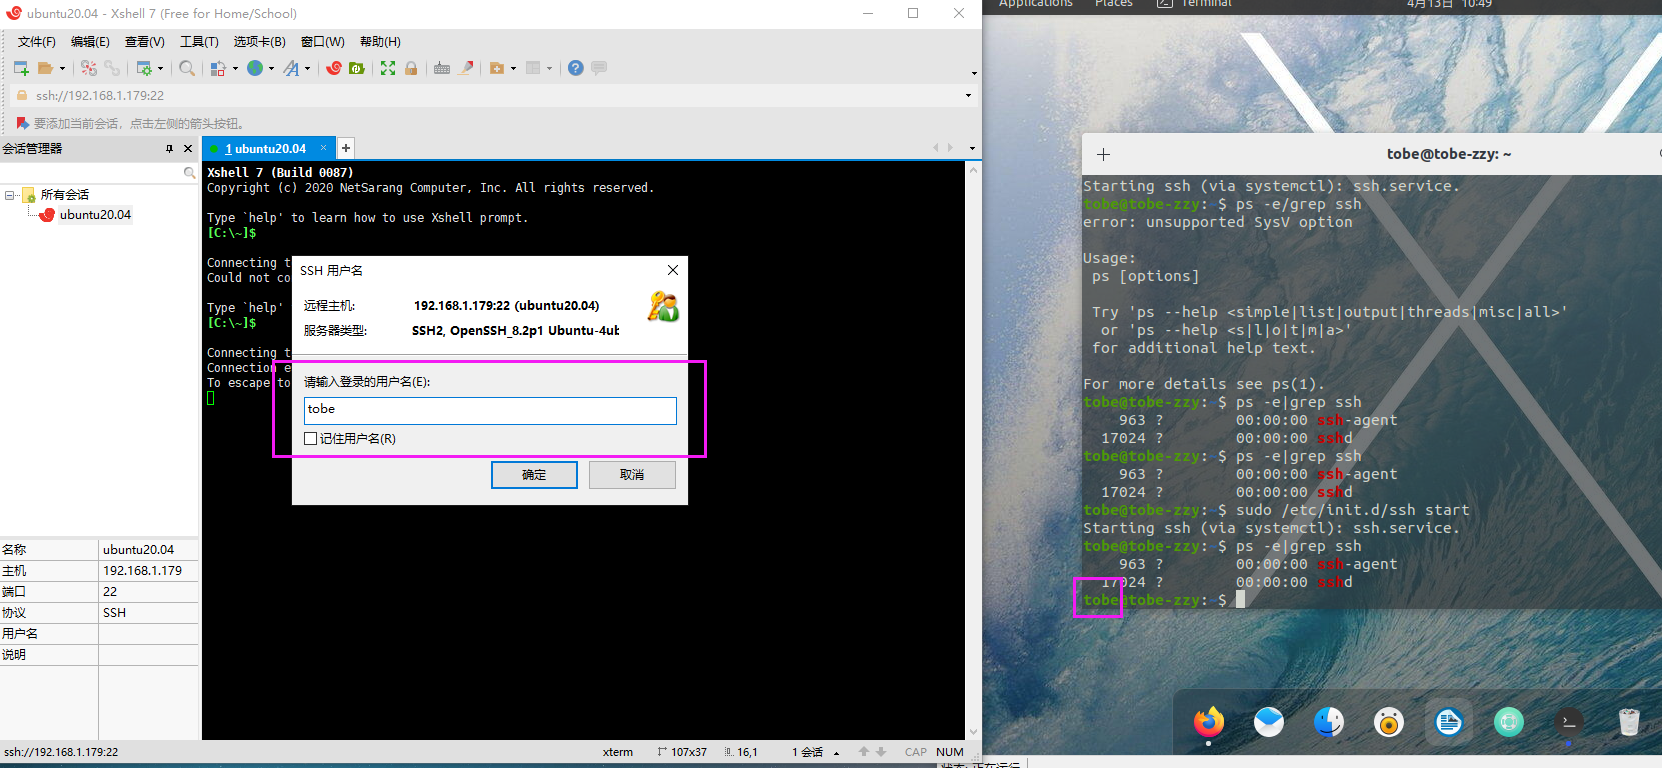 ubuntu20.04 - Xshell 7 (Free for Home/School)
文件(F) 编辑(E) 查看(V) 工具(T) 选项卡(B) 窗口(W) 帮助(H)
ssh://192.168.1.179:22
要添加当前会话，点击左侧的箭头按钮。
会话管理器
所有会话
ubuntu20.04
名称 ubuntu20.04
主机 192.168.1.179
端口 22
协议 SSH
用户名
说明
1 ubuntu20.04
Xshell 7 (Build 0087)
Copyright (c) 2020 NetSarang Computer, Inc. All rights reserved.
Type `help' to learn how to use Xshell prompt.
[C:\~]$
Connecting t
Could not co
Type `help'
[C:\~]$
Connecting t
Connection e
To escape to
SSH 用户名
远程主机: 192.168.1.179:22 (ubuntu20.04)
服务器类型: SSH2, OpenSSH_8.2p1 Ubuntu-4ub
请输入登录的用户名(E):
tobe
记住用户名(R)
确定 取消
ssh://192.168.1.179:22 xterm 107x37 16,1 1 会话 CAP NUM
Applications Places Terminal 4月13日 10:49
tobe@tobe-zzy: ~
Starting ssh (via systemctl): ssh.service.
tobe@tobe-zzy:~$ ps -e/grep ssh
error: unsupported SysV option
Usage:
ps [options]
Try 'ps --help <simple|list|output|threads|misc|all>'
or 'ps --help <s|l|o|t|m|a>'
for additional help text.
For more details see ps(1).
tobe@tobe-zzy:~$ ps -e|grep ssh
963 ? 00:00:00 ssh-agent
17024 ? 00:00:00 sshd
tobe@tobe-zzy:~$ ps -e|grep ssh
963 ? 00:00:00 ssh-agent
17024 ? 00:00:00 sshd
tobe@tobe-zzy:~$ sudo /etc/init.d/ssh start
Starting ssh (via systemctl): ssh.service.
tobe@tobe-zzy:~$ ps -e|grep ssh
963 ? 00:00:00 ssh-agent
17024 ? 00:00:00 sshd
tobe@tobe-zzy:~$
状态: 正在运行